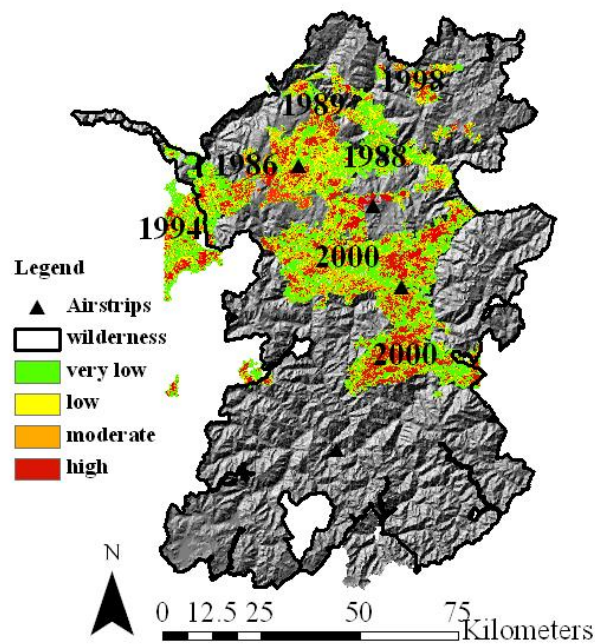 1998
1989
1986
1988
1994
2000
2000
Legend
Airstrips
wilderness
very low
low
moderate
high
N
0 12.5 25 75
Kilometers